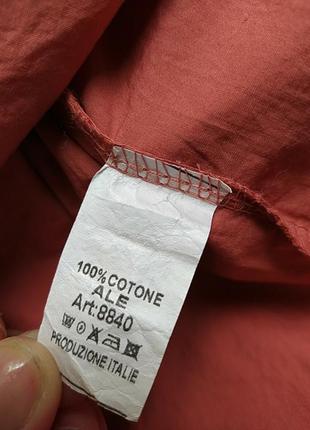 100% COTONE
ALE
Art:8840
PRODUZIONE ITALIE